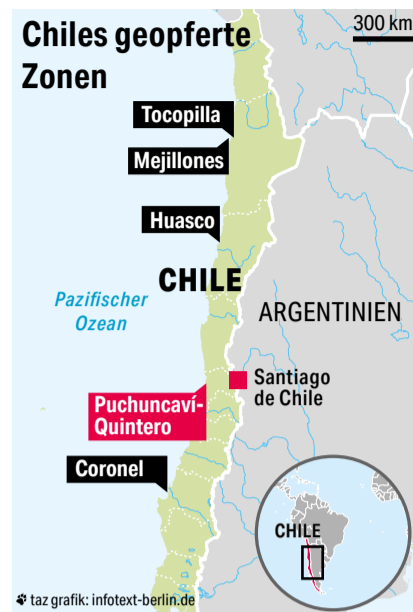 Chiles geopferte
Zonen
300 km
Tocopilla
Mejillones
Huasco
CHILE
Pazifischer
Ozean
ARGENTINIEN
Santiago
de Chile
Puchuncaví-
Quintero
Coronel
CHILE
taz grafik: infotext-berlin.de